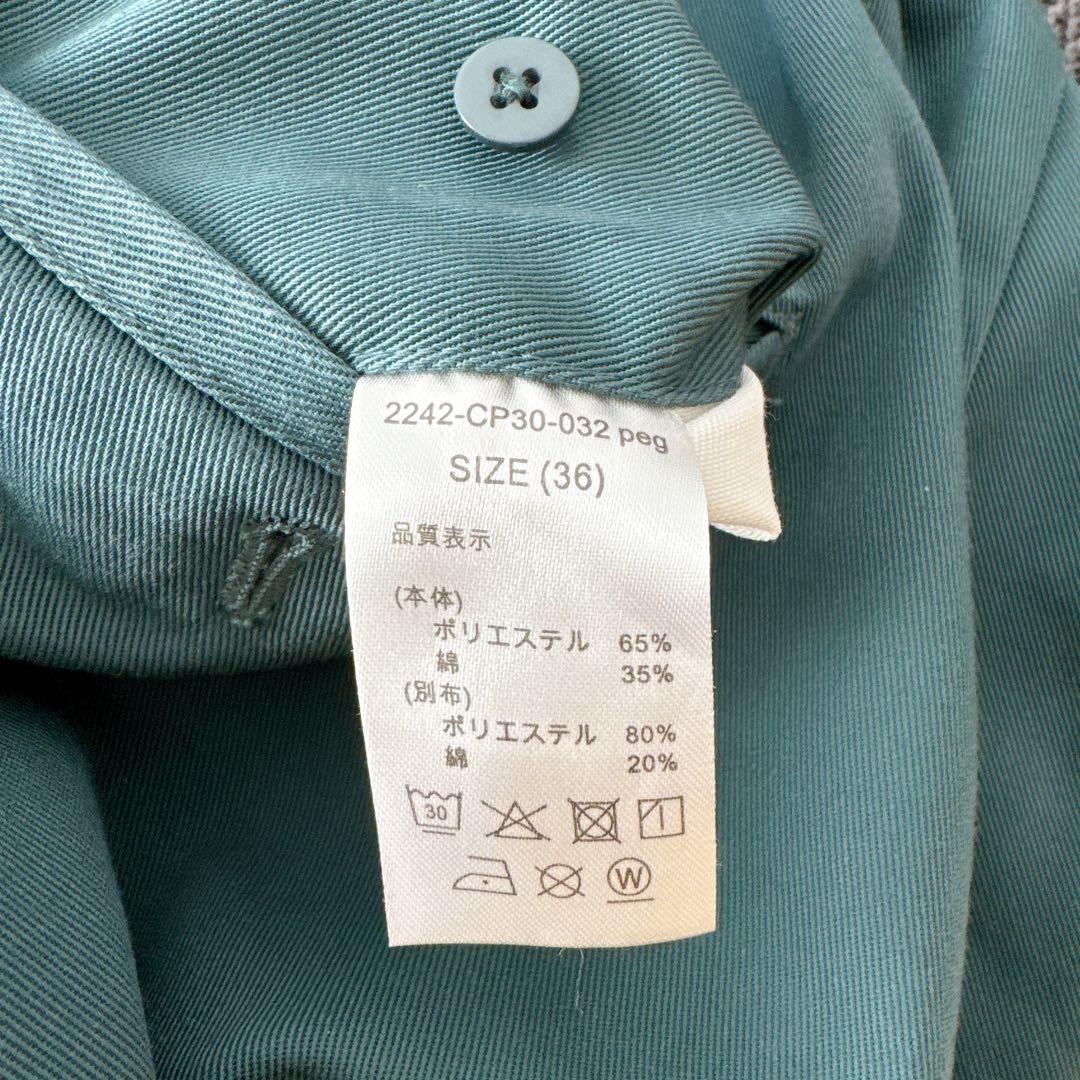 2242-CP30-032 peg
SIZE (36)
品質表示
(本体)
ポリエステル 65%
綿 35%
(別布)
ポリエステル 80%
綿 20%
30
W